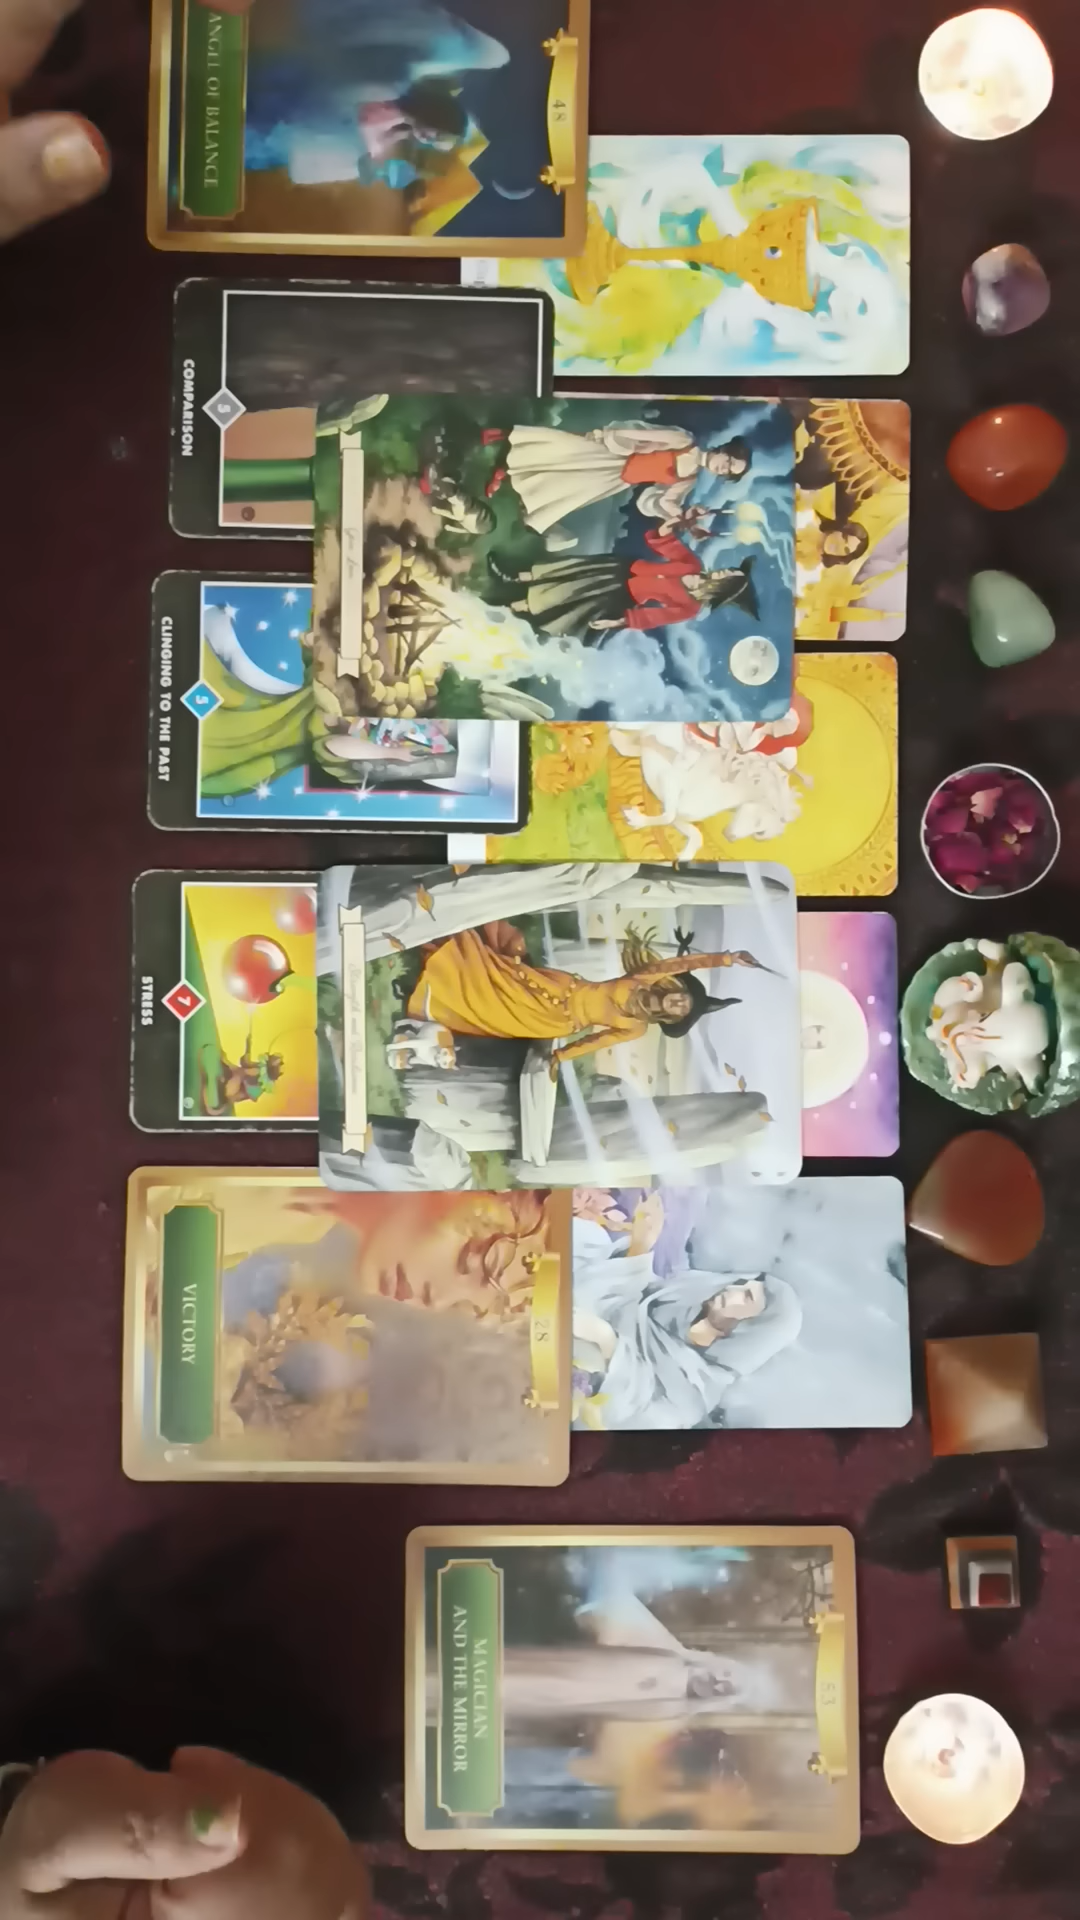 48
ANGEL OF BALANCE
5
COMPARISON
5
CLINGING TO THE PAST
7
STRESS
28
VICTORY
53
MAGICIAN
AND THE MIRROR